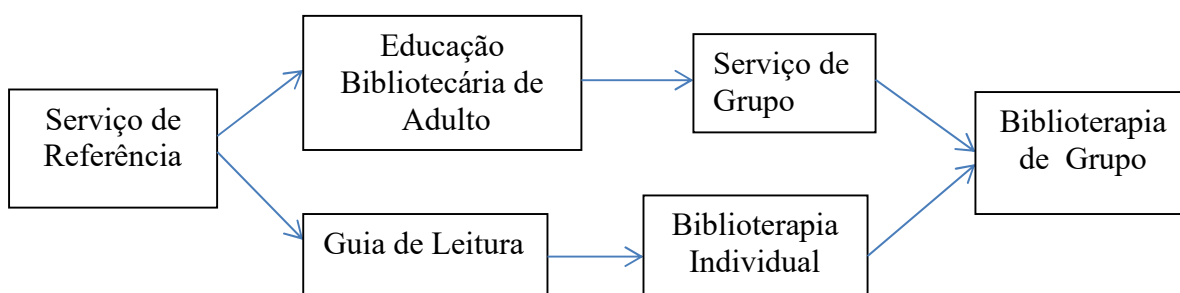 Serviço de
Referência
Educação
Bibliotecária de
Adulto
Serviço de
Grupo
Guia de Leitura
Biblioterapia
Individual
Biblioterapia
de Grupo